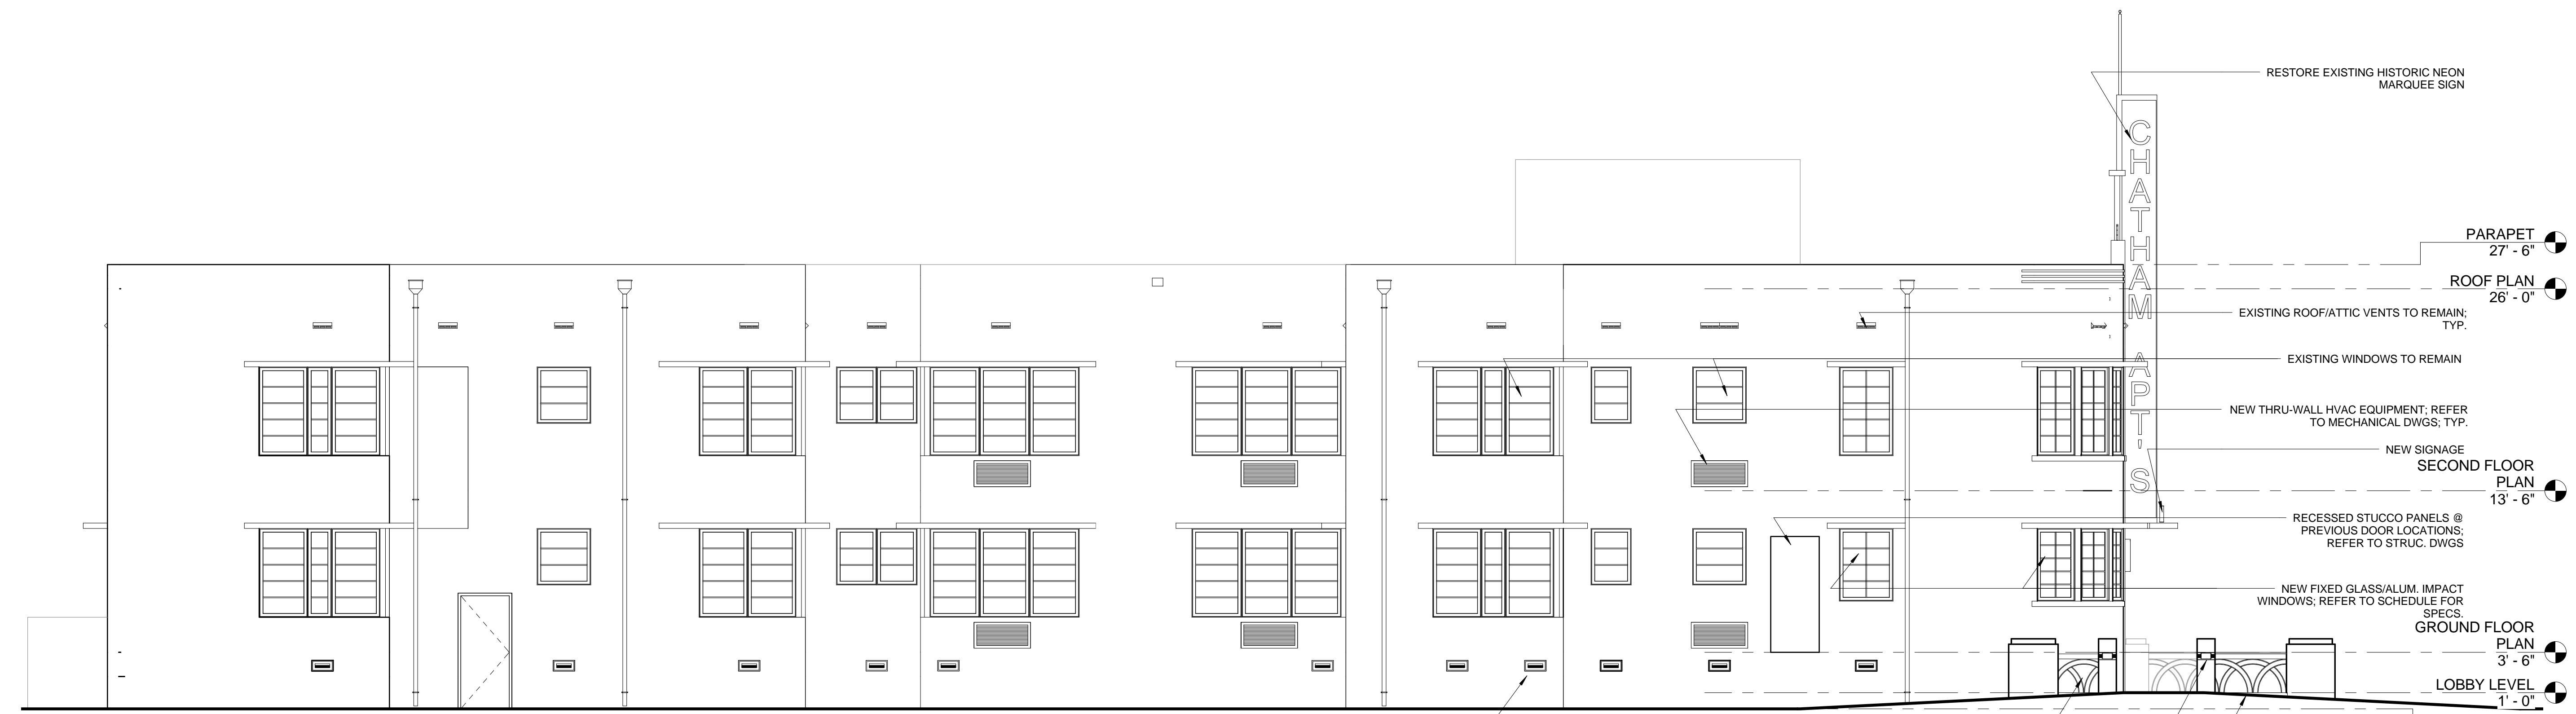 RESTORE EXISTING HISTORIC NEON
MARQUEE SIGN
CHATHAM APT'S
PARAPET
27' - 6"
ROOF PLAN
26' - 0"
EXISTING ROOF/ATTIC VENTS TO REMAIN;
TYP.
EXISTING WINDOWS TO REMAIN
NEW THRU-WALL HVAC EQUIPMENT; REFER
TO MECHANICAL DWGS; TYP.
NEW SIGNAGE
SECOND FLOOR
PLAN
13' - 6"
RECESSED STUCCO PANELS @
PREVIOUS DOOR LOCATIONS;
REFER TO STRUC. DWGS
NEW FIXED GLASS/ALUM. IMPACT
WINDOWS; REFER TO SCHEDULE FOR
SPECS.
GROUND FLOOR
PLAN
3' - 6"
LOBBY LEVEL
1' - 0"